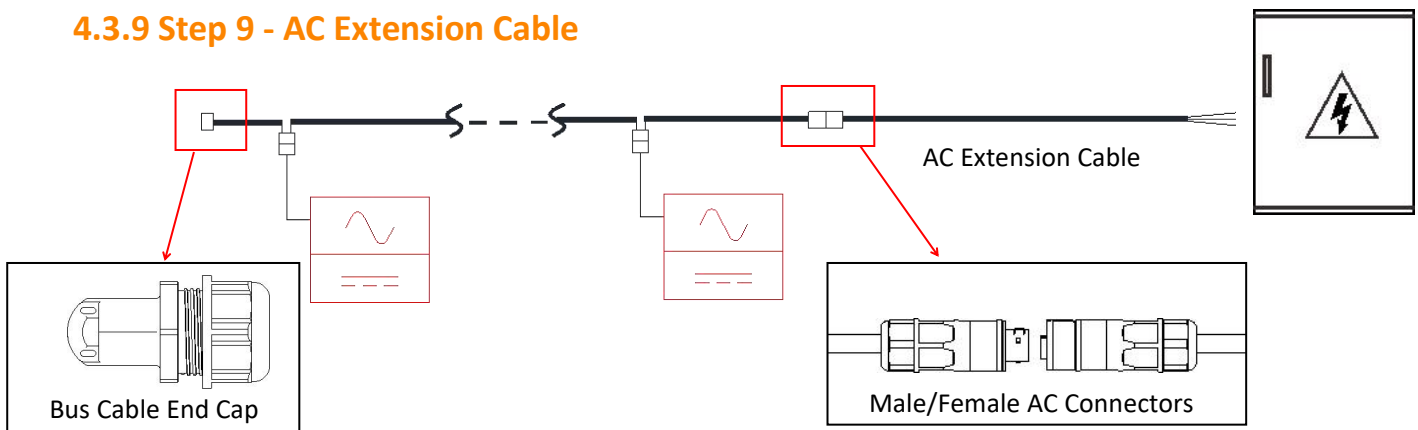 4.3.9 Step 9 - AC Extension Cable
AC Extension Cable
Bus Cable End Cap
Male/Female AC Connectors